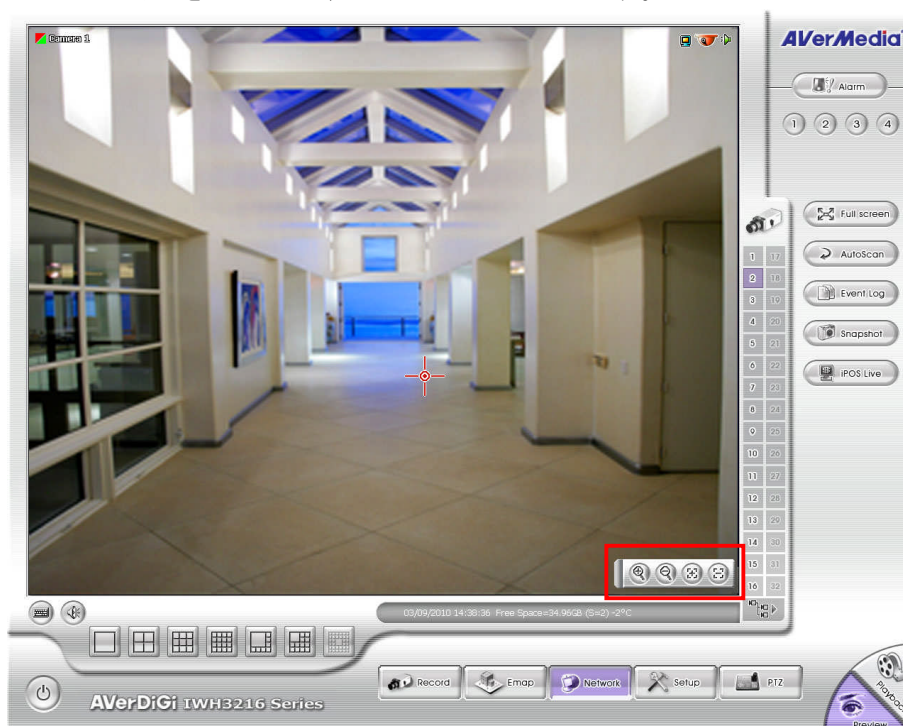 Camera 1
AVerMedia
Alarm
1 2 3 4
Full screen
AutoScan
Event Log
Snapshot
iPOS Live
1 17
2 18
3 19
4 20
5 21
6 22
7 23
8 24
9 25
10 26
11 27
12 28
13 29
14 30
15 31
16 32
03/09/2010 14:38:36 Free Space=34.96GB (S=2) -2°C
Record
Emap
Network
Setup
PTZ
AVerDiGi IWH3216 Series
Playbac
Preview